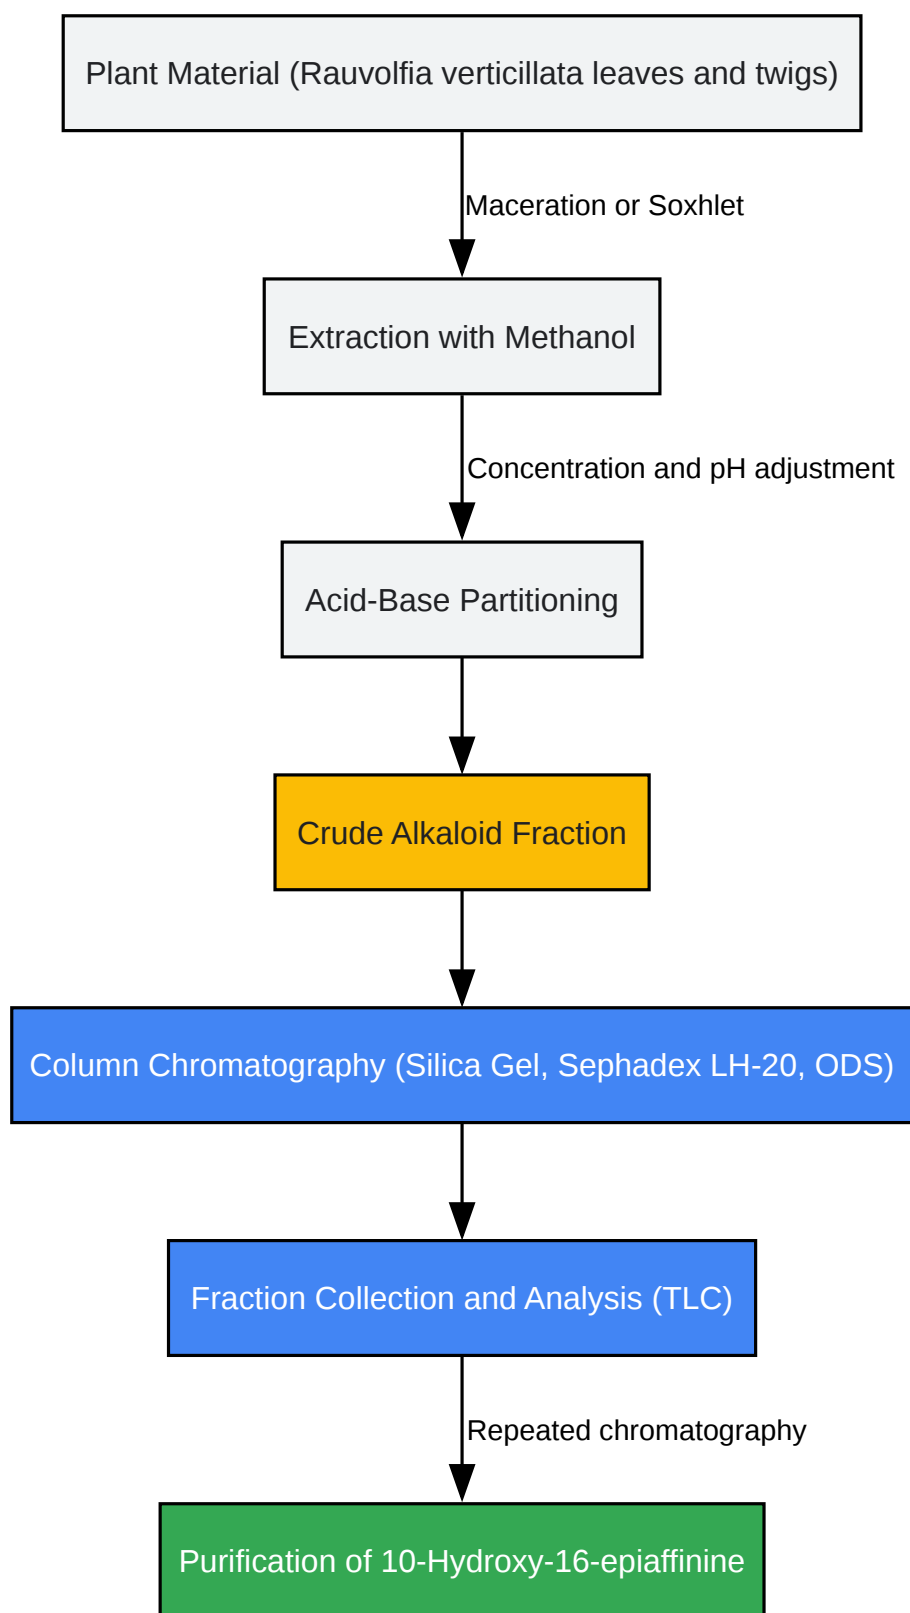 Plant Material (Rauvolfia verticillata leaves and twigs)
Maceration or Soxhlet
Extraction with Methanol
Concentration and pH adjustment
Acid-Base Partitioning
Crude Alkaloid Fraction
Column Chromatography (Silica Gel, Sephadex LH-20, ODS)
Fraction Collection and Analysis (TLC)
Repeated chromatography
Purification of 10-Hydroxy-16-epiaffinine